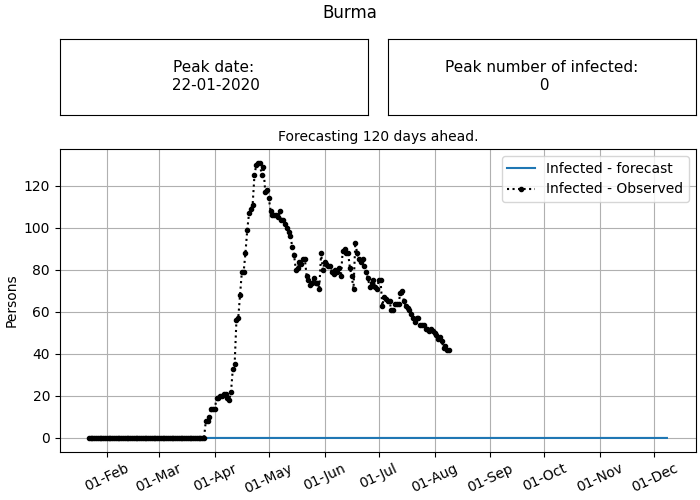 Burma
Peak date:
22-01-2020
Peak number of infected:
0
Forecasting 120 days ahead.
Infected - forecast
Infected - Observed
Persons
120
100
80
60
40
20
0
01-Feb
01-Mar
01-Apr
01-May
01-Jun
01-Jul
01-Aug
01-Sep
01-Oct
01-Nov
01-Dec